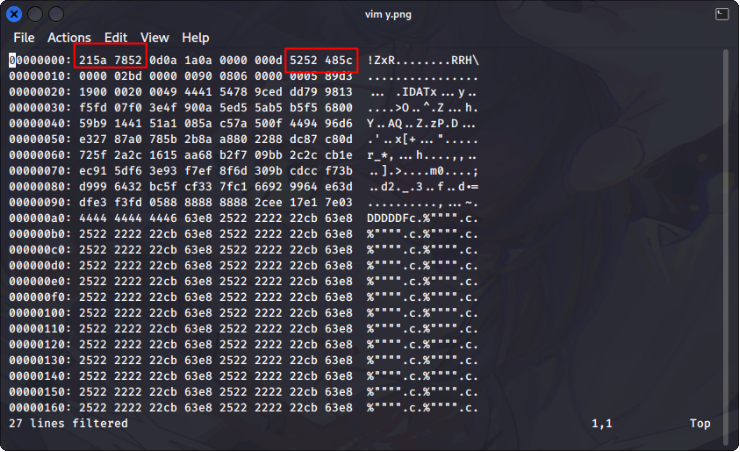 vim y.png
File Actions Edit View Help
00000000: 215a 7852 0d0a 1a0a 0000 000d 5252 485c !ZxR........RRH\
00000010: 0000 02bd 0000 0090 0806 0000 0005 89d3 ................
00000020: 1900 0020 0049 4441 5478 9ced dd79 9813 ... .IDATx...y..
00000030: f5fd 07f0 3e4f 900a 5ed5 5ab5 b5f5 6800 ....>O..^.Z...h.
00000040: 59b9 1441 51a1 085a c57a 500f 4494 96d6 Y..AQ..Z.zP.D...
00000050: e327 87a0 785b 2b8a a880 2288 dc87 c80d .'..x[+...".....
00000060: 725f 2a2c 1615 aa68 b2f7 09bb 2c2c cb1e r_*,...h....,,..
00000070: ec91 5df6 3e93 f7ef 8f6d 309b cdcc f73b ..].>....m0....;
00000080: d999 6432 bc5f cf33 7fc1 6692 9964 e63d ..d2._.3..f..d.=
00000090: dfe3 f3fd 0588 8888 8888 2cee 17e1 7e03 ..........,...~.
000000a0: 4444 4444 4446 63e8 2522 2222 22cb 63e8 DDDDDFc.%"""".c.
000000b0: 2522 2222 22cb 63e8 2522 2222 22cb 63e8 %"""".c.%"""".c.
000000c0: 2522 2222 22cb 63e8 2522 2222 22cb 63e8 %"""".c.%"""".c.
000000d0: 2522 2222 22cb 63e8 2522 2222 22cb 63e8 %"""".c.%"""".c.
000000e0: 2522 2222 22cb 63e8 2522 2222 22cb 63e8 %"""".c.%"""".c.
000000f0: 2522 2222 22cb 63e8 2522 2222 22cb 63e8 %"""".c.%"""".c.
00000100: 2522 2222 22cb 63e8 2522 2222 22cb 63e8 %"""".c.%"""".c.
00000110: 2522 2222 22cb 63e8 2522 2222 22cb 63e8 %"""".c.%"""".c.
00000120: 2522 2222 22cb 63e8 2522 2222 22cb 63e8 %"""".c.%"""".c.
00000130: 2522 2222 22cb 63e8 2522 2222 22cb 63e8 %"""".c.%"""".c.
00000140: 2522 2222 22cb 63e8 2522 2222 22cb 63e8 %"""".c.%"""".c.
00000150: 2522 2222 22cb 63e8 2522 2222 22cb 63e8 %"""".c.%"""".c.
00000160: 2522 2222 22cb 63e8 2522 2222 22cb 63e8 %"""".c.%"""".c.
27 lines filtered 1,1 Top